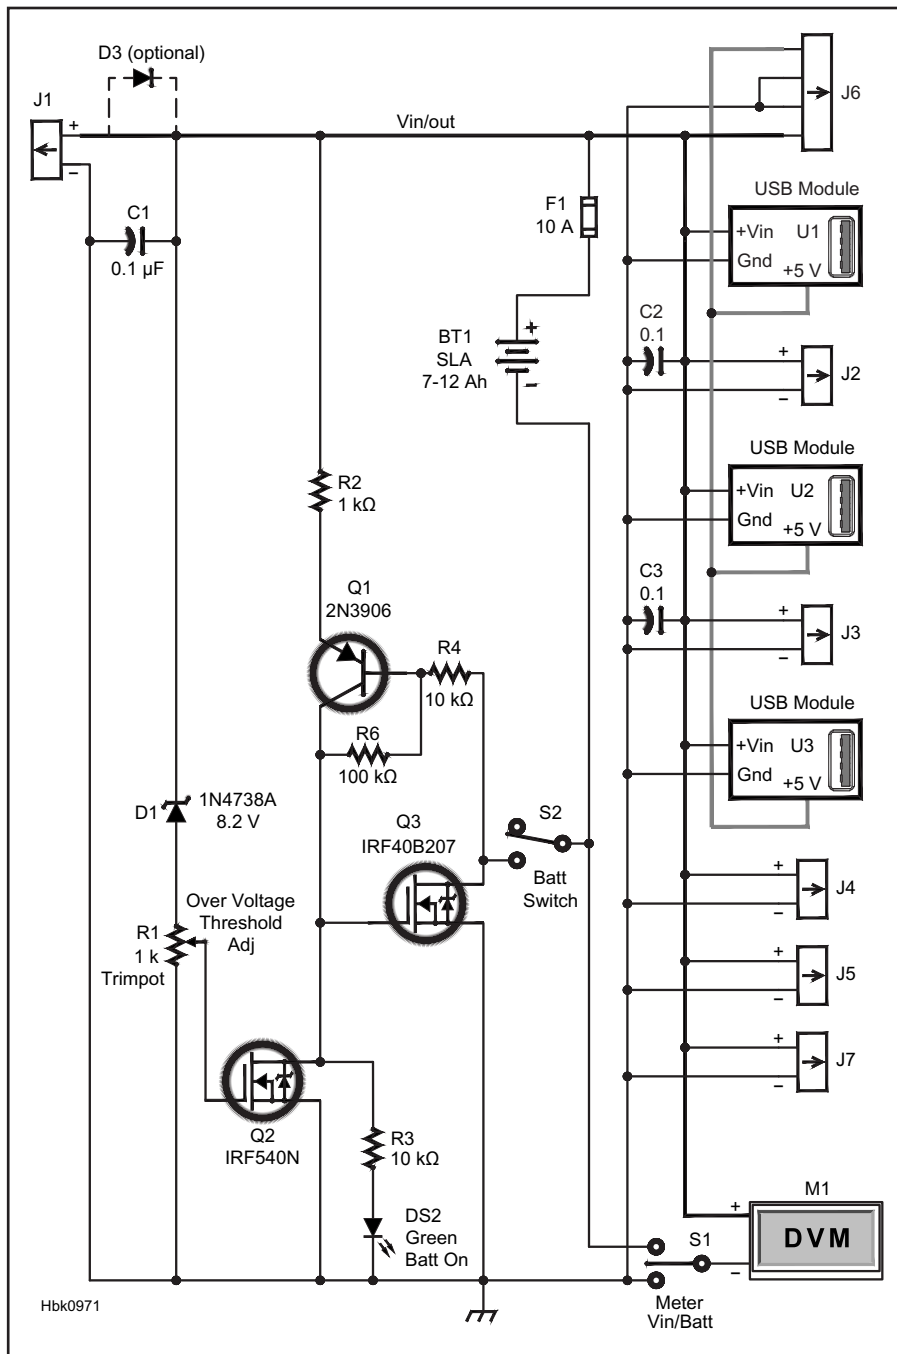 D3 (optional)
J1
+
−
Vin/out
J6
C1
0.1 µF
F1
10 A
USB Module
+Vin U1
Gnd
+5 V
C2
0.1
BT1
SLA
7-12 Ah
+
−
+
−
J2
R2
1 kΩ
USB Module
+Vin U2
Gnd
+5 V
C3
0.1
Q1
2N3906
+
−
J3
R4
10 kΩ
R6
100 kΩ
USB Module
+Vin U3
Gnd
+5 V
D1
1N4738A
8.2 V
Q3
IRF40B207
S2
Batt
Switch
+
−
J4
Over Voltage
Threshold
Adj
R1
1 k
Trimpot
+
−
J5
+
−
J7
Q2
IRF540N
R3
10 kΩ
DS2
Green
Batt On
M1
+
−
DVM
S1
Meter
Vin/Batt
Hbk0971